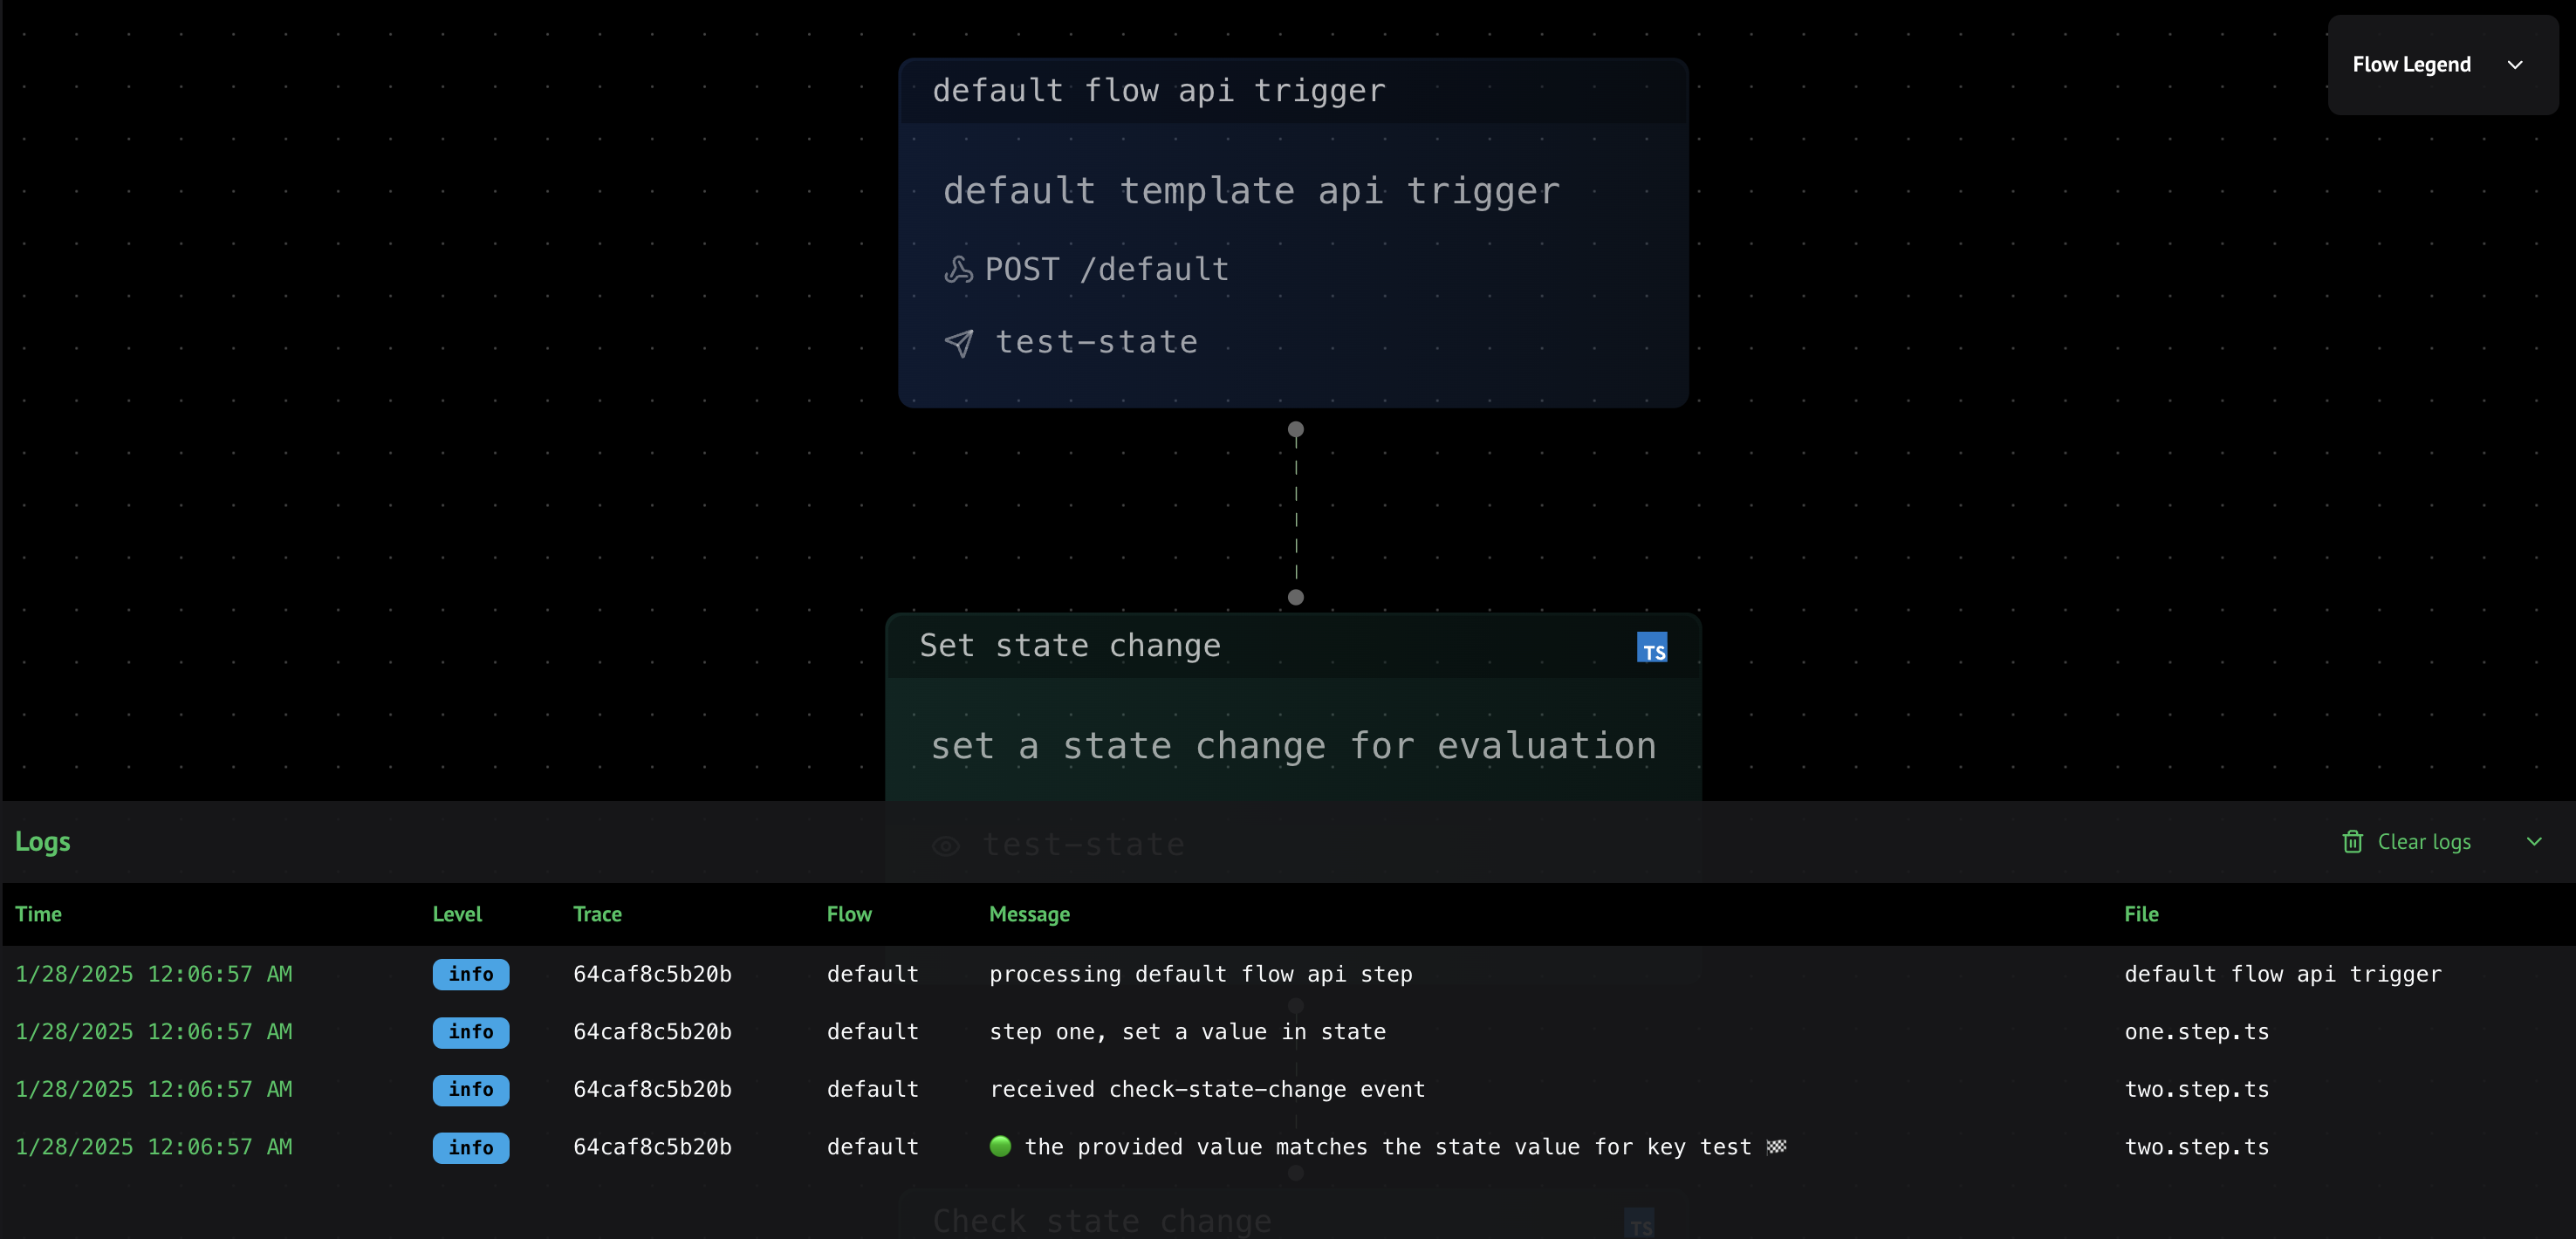 Flow Legend
default flow api trigger
default template api trigger
POST /default
test-state
Set state change
TS
set a state change for evaluation
test-state
Logs
Clear logs
Time Level Trace Flow Message File
1/28/2025 12:06:57 AM info 64caf8c5b20b default processing default flow api step default flow api trigger
1/28/2025 12:06:57 AM info 64caf8c5b20b default step one, set a value in state one.step.ts
1/28/2025 12:06:57 AM info 64caf8c5b20b default received check-state-change event two.step.ts
1/28/2025 12:06:57 AM info 64caf8c5b20b default 🟢 the provided value matches the state value for key test 🏁 two.step.ts
Check state change
TS